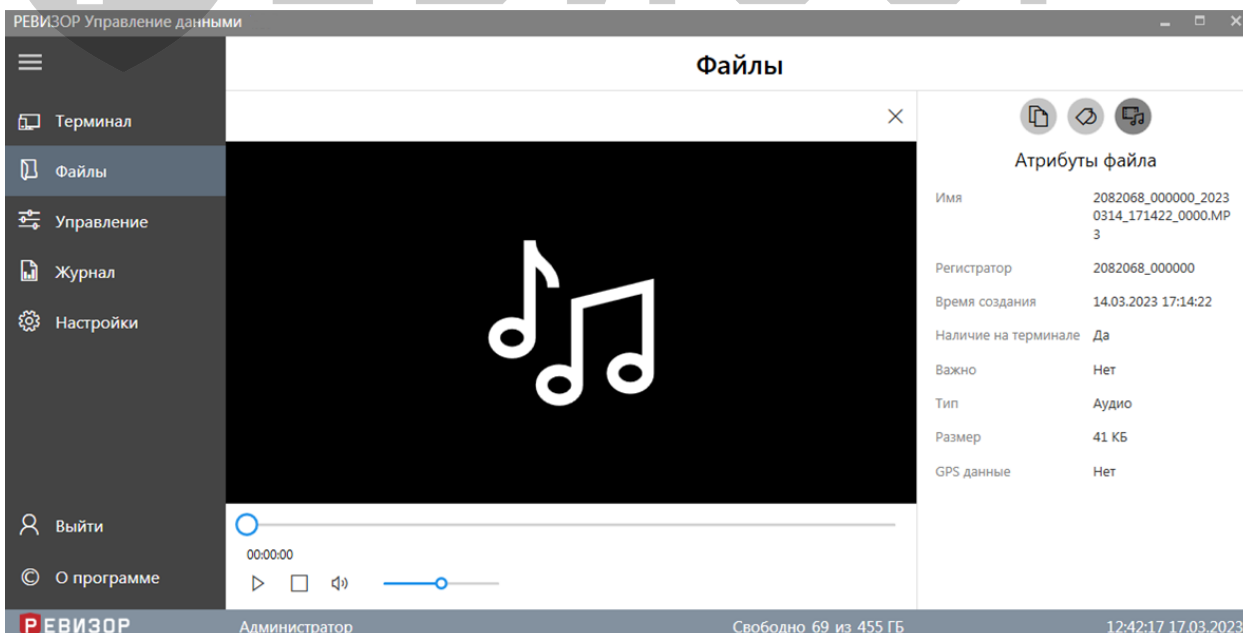 РЕВИЗОР Управление данными
Файлы
Терминал
Файлы
Управление
Журнал
Настройки
Выйти
© О программе
00:00:00
Атрибуты файла
Имя 2082068_000000_2023
0314_171422_0000.MP
3
Регистратор 2082068_000000
Время создания 14.03.2023 17:14:22
Наличие на терминале Да
Важно Нет
Тип Аудио
Размер 41 КБ
GPS данные Нет
РЕВИЗОР Администратор Свободно 69 из 455 ГБ 12:42:17 17.03.2023